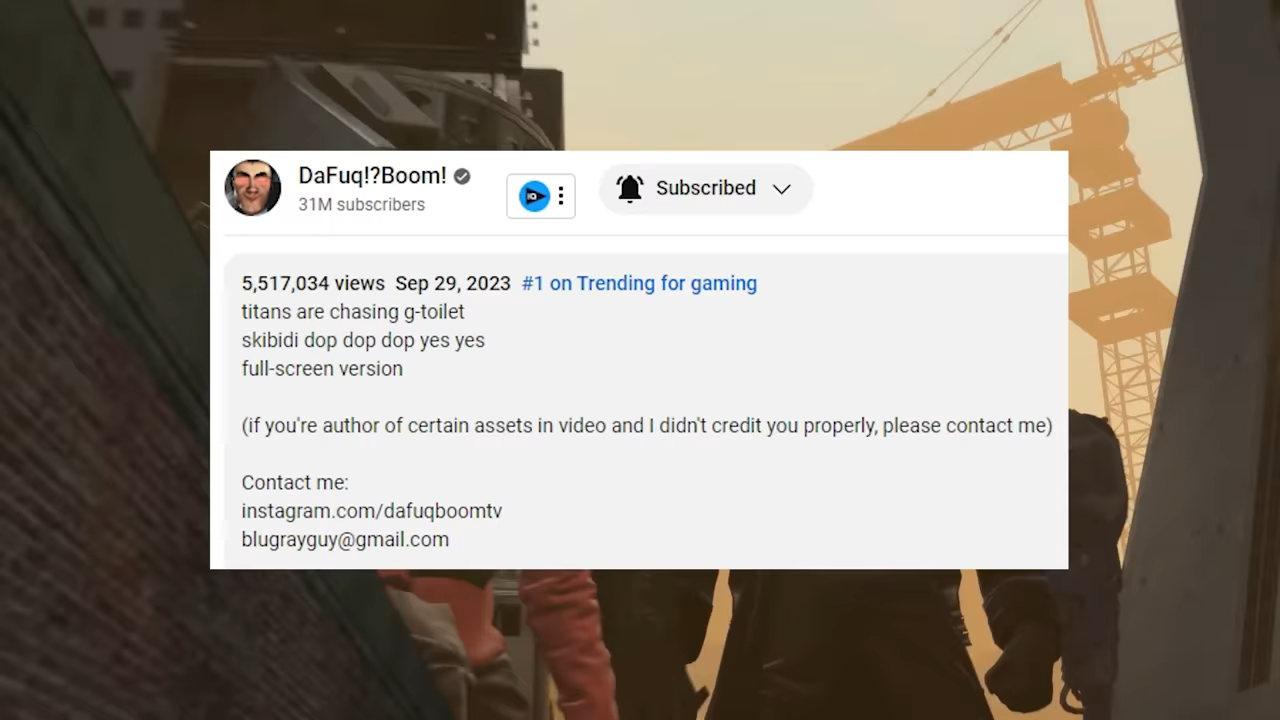 DaFuq!?Boom!
31M subscribers
Subscribed
5,517,034 views Sep 29, 2023 #1 on Trending for gaming
titans are chasing g-toilet
skibidi dop dop dop yes yes
full-screen version
(if you're author of certain assets in video and I didn't credit you properly, please contact me)
Contact me:
instagram.com/dafuqboomtv
blugrayguy@gmail.com